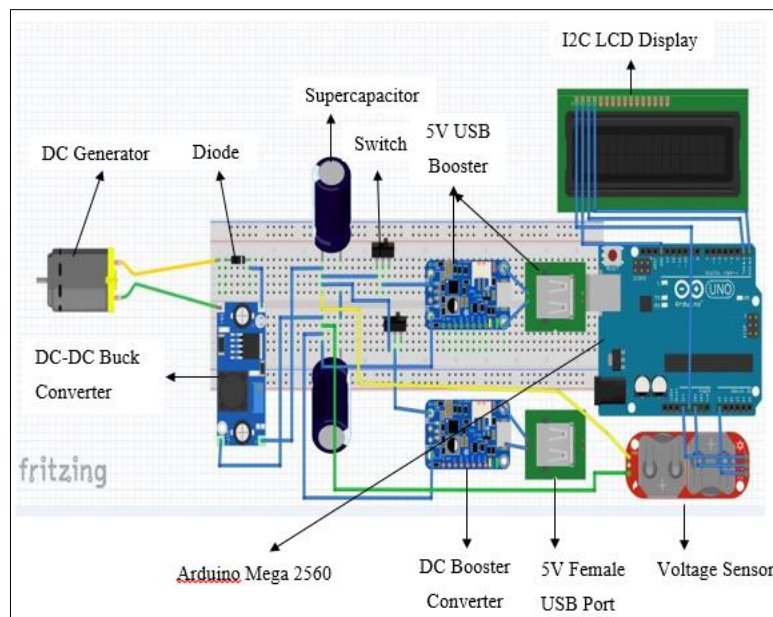 I2C LCD Display
Supercapacitor
Switch
5V USB
Booster
DC Generator
Diode
UNO
DC-DC Buck
Converter
fritzing
Arduino Mega 2560
DC Booster
Converter
5V Female
USB Port
Voltage Sensor